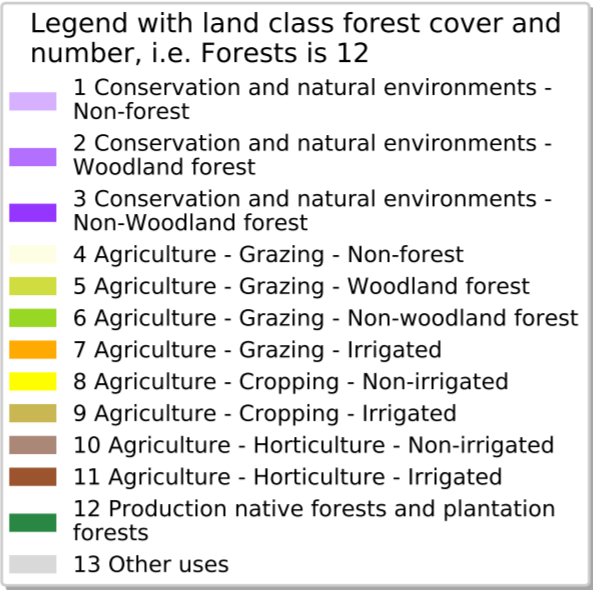 Legend with land class forest cover and
number, i.e. Forests is 12
1 Conservation and natural environments -
Non-forest
2 Conservation and natural environments -
Woodland forest
3 Conservation and natural environments -
Non-Woodland forest
4 Agriculture - Grazing - Non-forest
5 Agriculture - Grazing - Woodland forest
6 Agriculture - Grazing - Non-woodland forest
7 Agriculture - Grazing - Irrigated
8 Agriculture - Cropping - Non-irrigated
9 Agriculture - Cropping - Irrigated
10 Agriculture - Horticulture - Non-irrigated
11 Agriculture - Horticulture - Irrigated
12 Production native forests and plantation
forests
13 Other uses